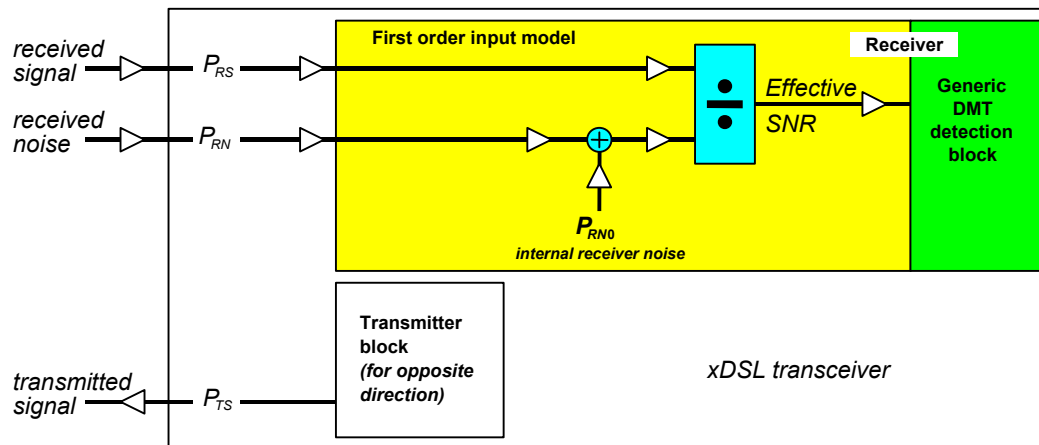 First order input model
Receiver
received
signal
P_RS
Effective
SNR
Generic
DMT
detection
block
received
noise
P_RN
P_RN0
internal receiver noise
Transmitter
block
(for opposite
direction)
xDSL transceiver
transmitted
signal
P_TS